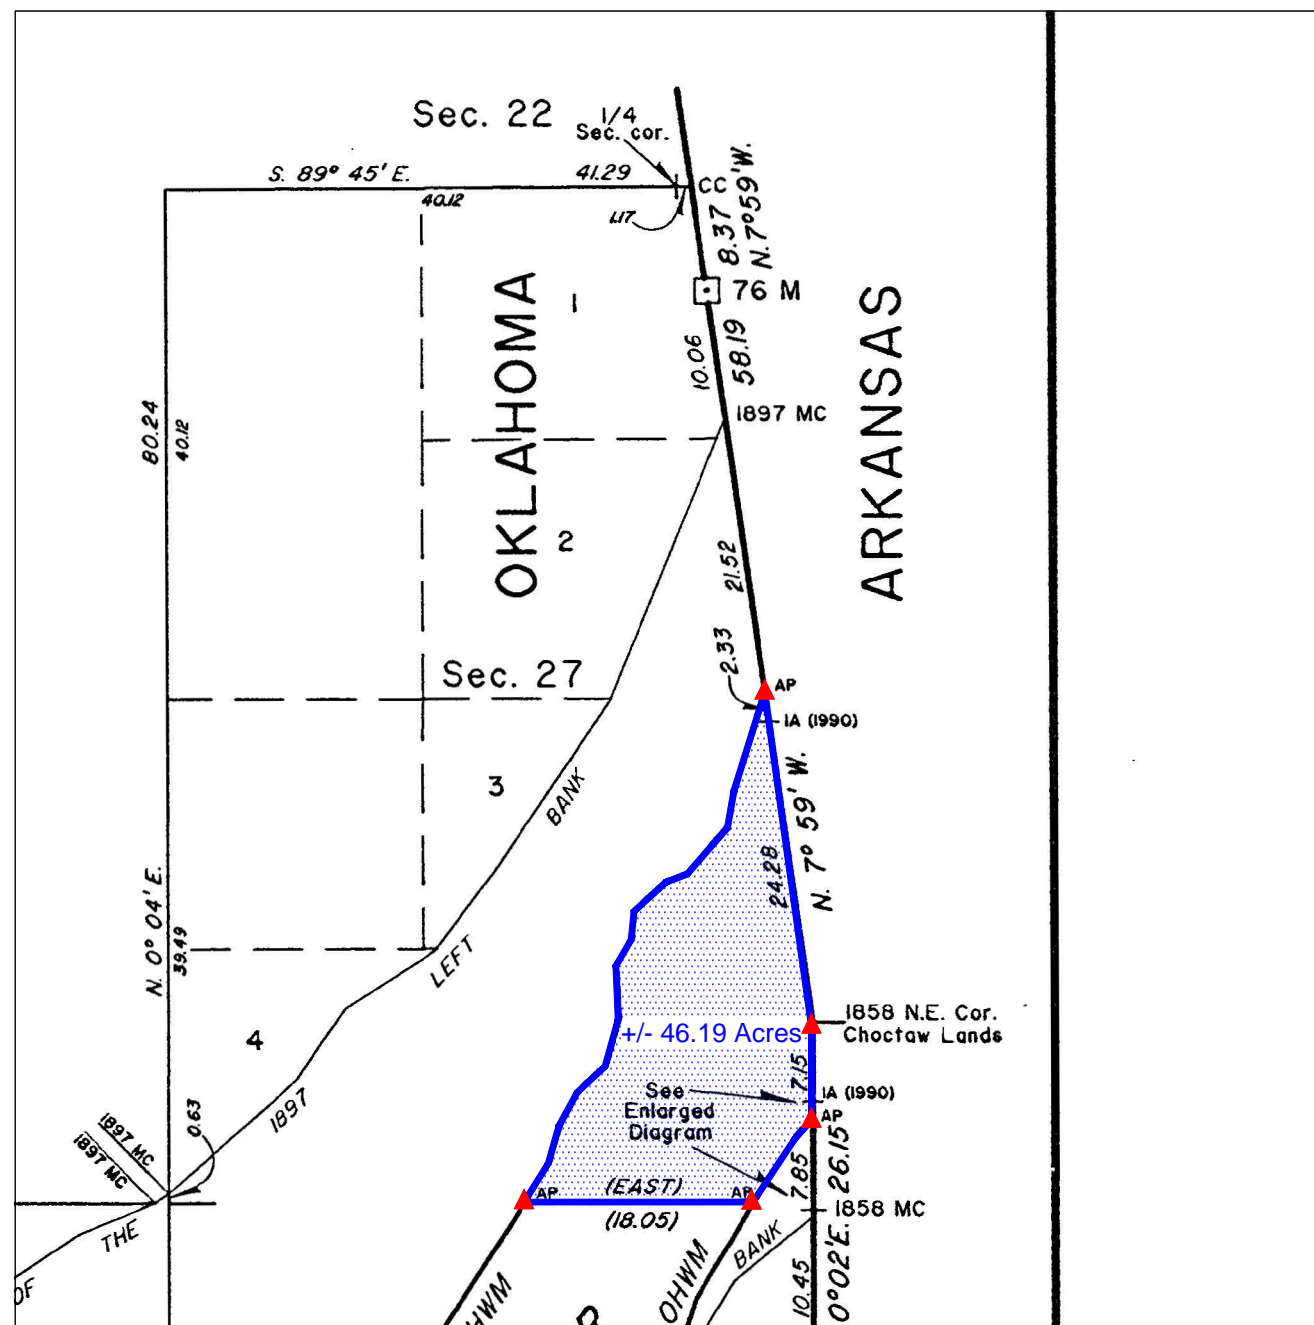 Sec. 22
1/4
Sec. cor.
S. 89° 45' E.
41.29
40.12
1.17
CC
8.37
N. 7° 59' W.
76 M
1
OKLAHOMA
ARKANSAS
10.06
58.19
1897 MC
80.24
40.12
2
21.52
2.33
Sec. 27
AP
IA (1990)
3
BANK
N. 7° 59' W.
24.28
N. 0° 04' E.
39.49
LEFT
1858 N.E. Cor.
Choctaw Lands
+/- 46.19 Acres
4
7.15
See
Enlarged
Diagram
IA (1990)
AP
1897
0.63
1897 MC
1897 MC
7.85
26.15
AP
(EAST)
AP
(18.05)
1858 MC
THE
BANK
OF
OHWM
10.45
0° 02' E.